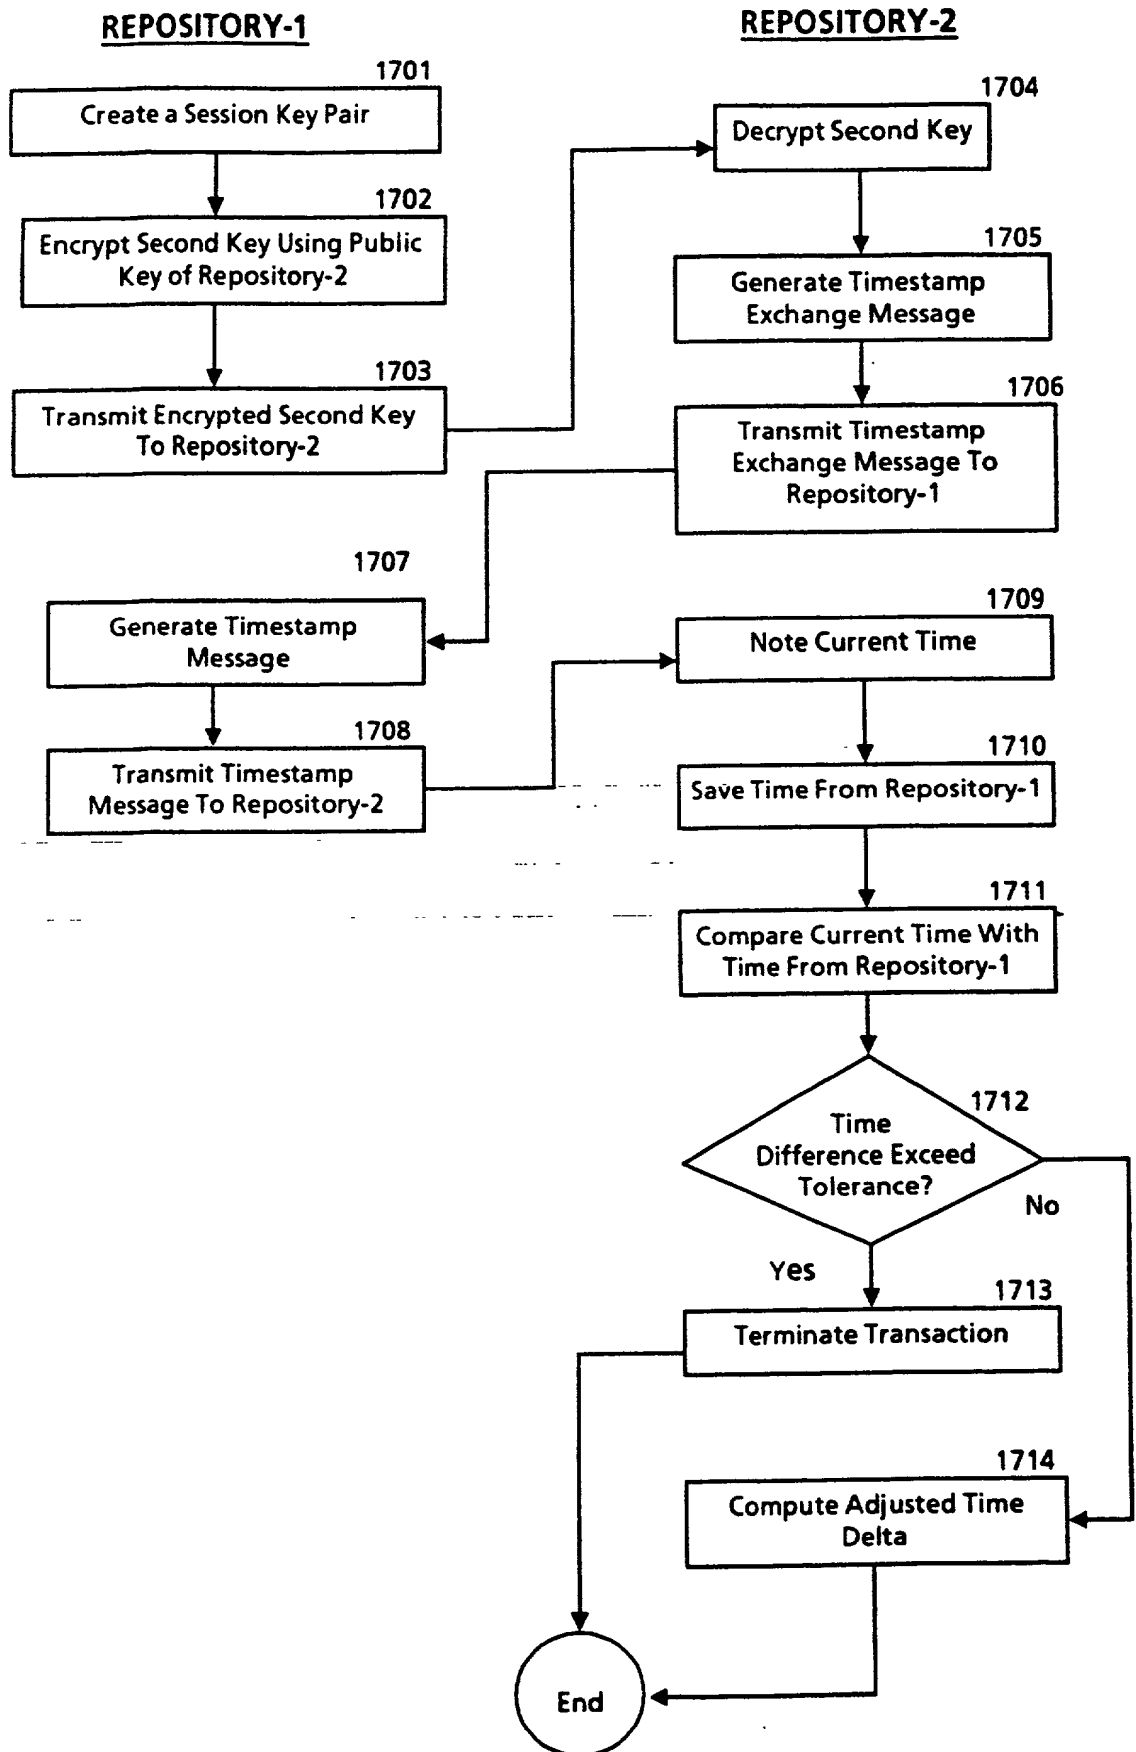 REPOSITORY-1
1701
Create a Session Key Pair
1702
Encrypt Second Key Using Public
Key of Repository-2
1703
Transmit Encrypted Second Key
To Repository-2
REPOSITORY-2
1704
Decrypt Second Key
1705
Generate Timestamp
Exchange Message
1706
Transmit Timestamp
Exchange Message To
Repository-1
1707
Generate Timestamp
Message
1708
Transmit Timestamp
Message To Repository-2
1709
Note Current Time
1710
Save Time From Repository-1
1711
Compare Current Time With
Time From Repository-1
1712
Time
Difference Exceed
Tolerance?
No
Yes
1713
Terminate Transaction
1714
Compute Adjusted Time
Delta
End